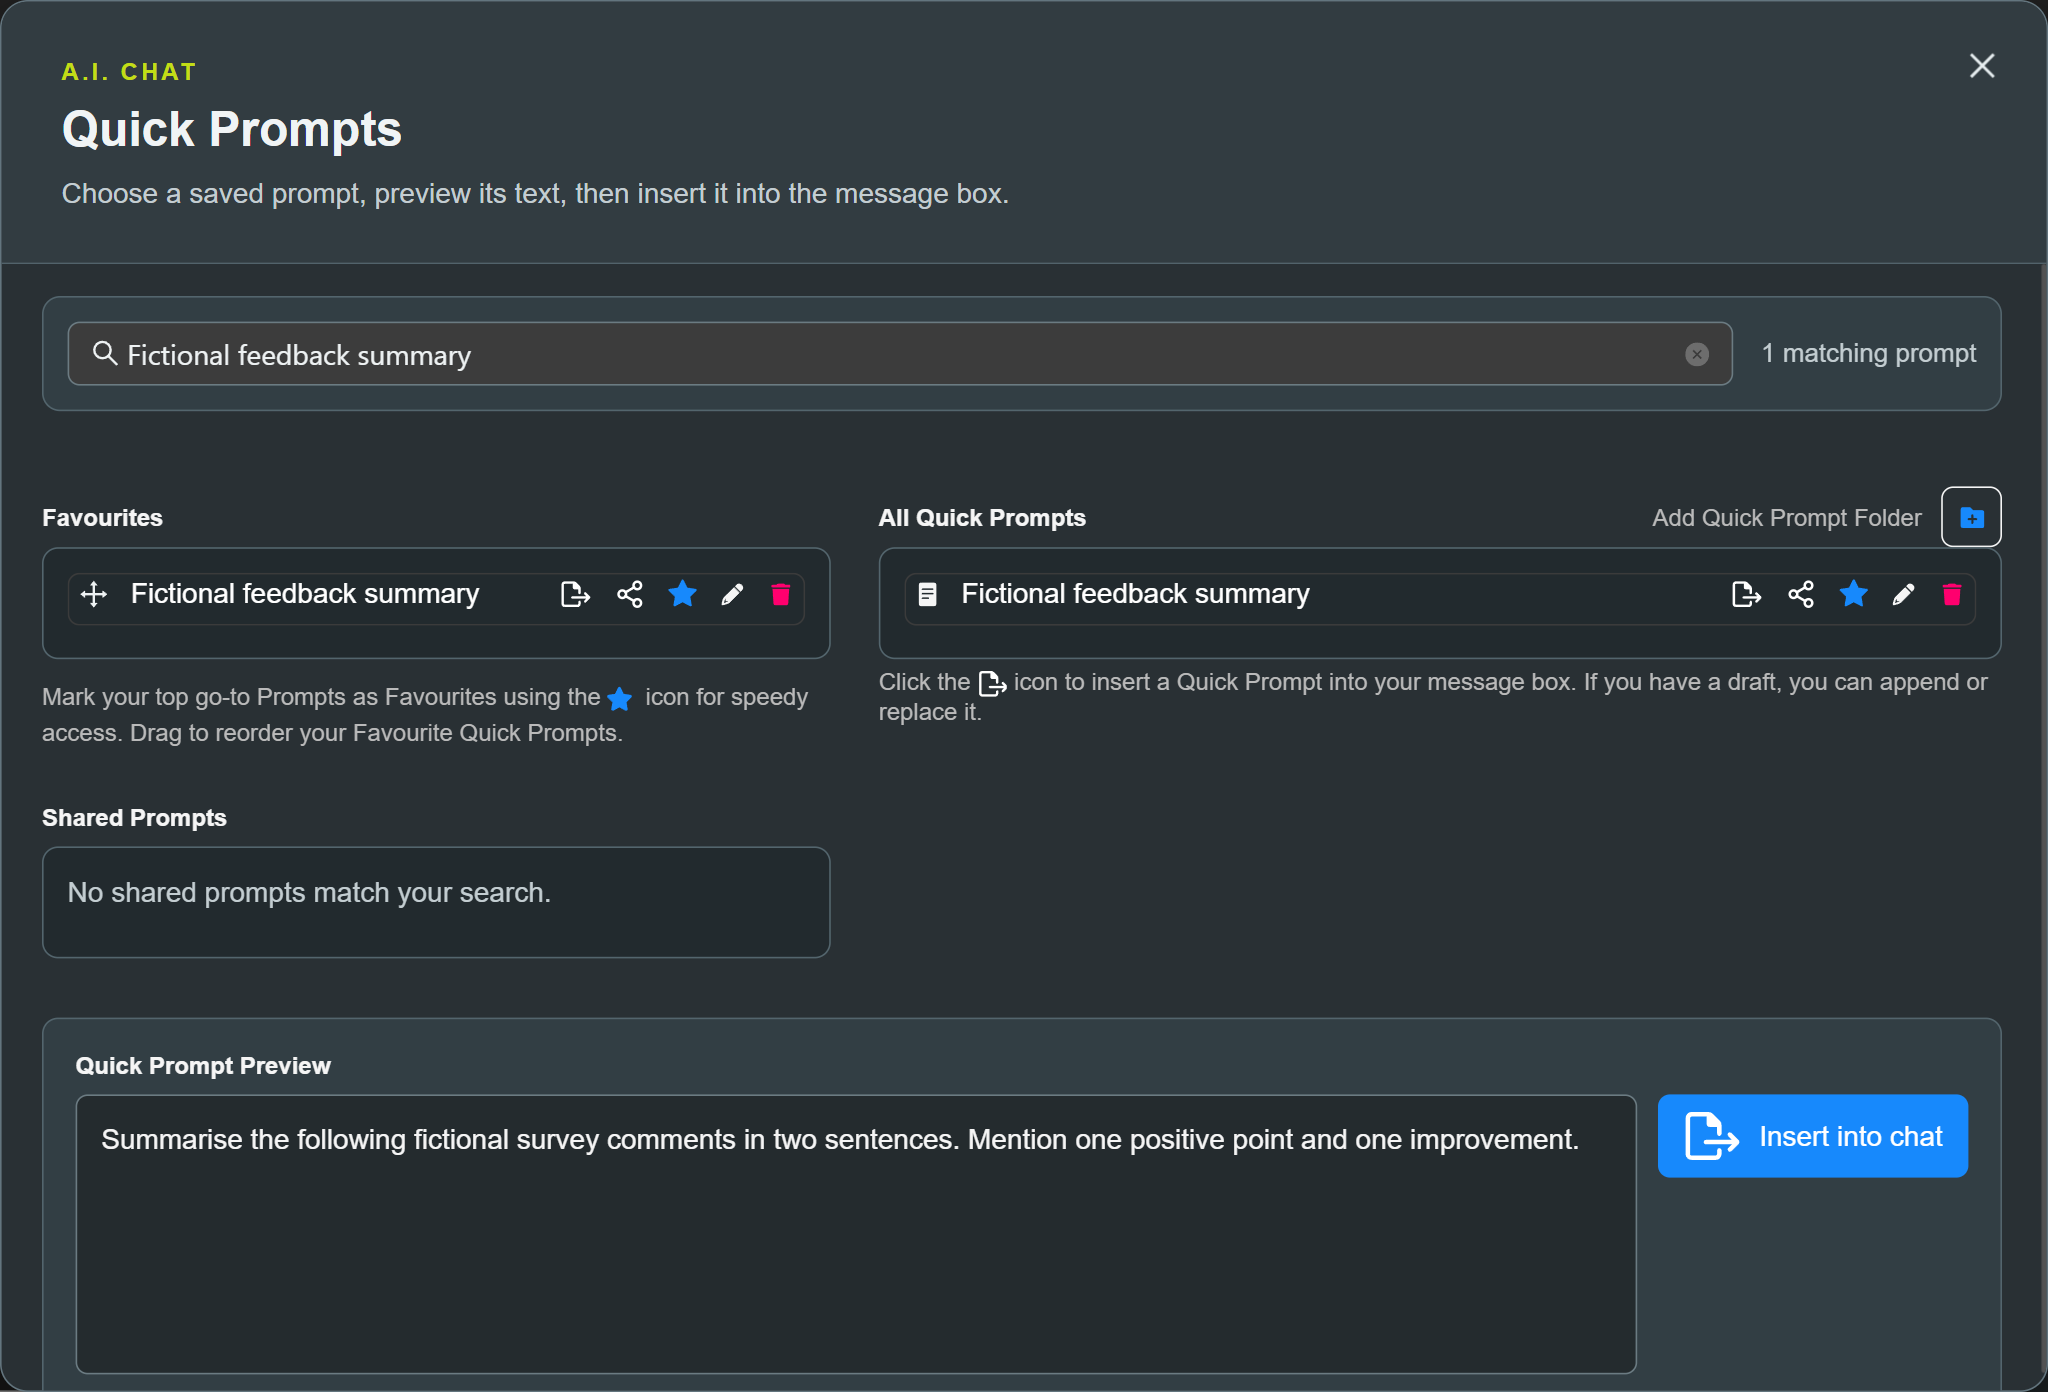 A.I. CHAT
Quick Prompts
Choose a saved prompt, preview its text, then insert it into the message box.
Fictional feedback summary
1 matching prompt
Favourites
Fictional feedback summary
Mark your top go-to Prompts as Favourites using the icon for speedy
access. Drag to reorder your Favourite Quick Prompts.
All Quick Prompts
Add Quick Prompt Folder
Fictional feedback summary
Click the icon to insert a Quick Prompt into your message box. If you have a draft, you can append or
replace it.
Shared Prompts
No shared prompts match your search.
Quick Prompt Preview
Summarise the following fictional survey comments in two sentences. Mention one positive point and one improvement.
Insert into chat